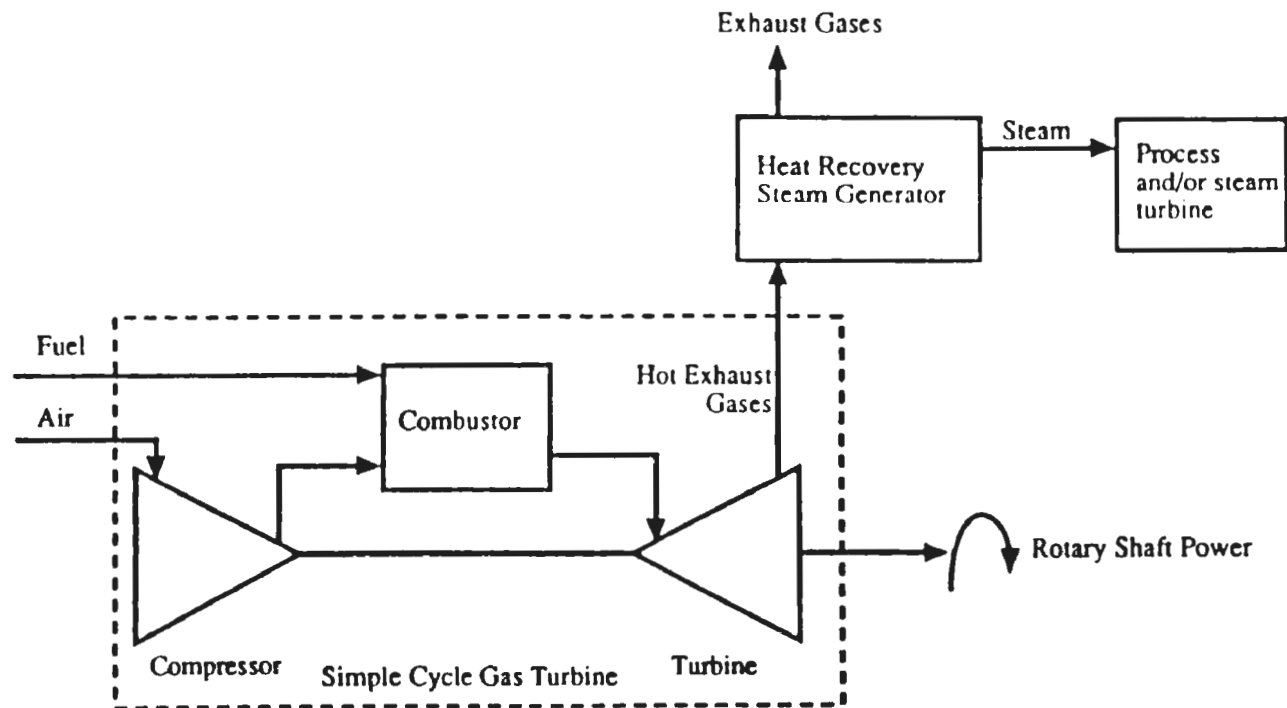 Exhaust Gases
Heat Recovery
Steam Generator
Steam
Process
and/or steam
turbine
Fuel
Air
Combustor
Hot Exhaust
Gases
Rotary Shaft Power
Compressor
Simple Cycle Gas Turbine
Turbine